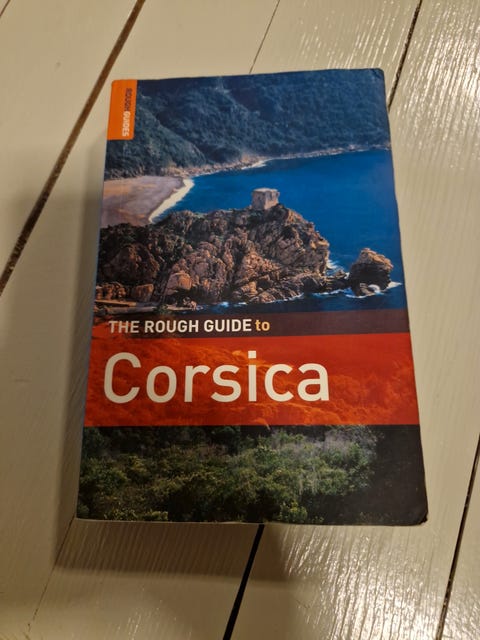 ROUGH GUIDES
THE ROUGH GUIDE to
Corsica